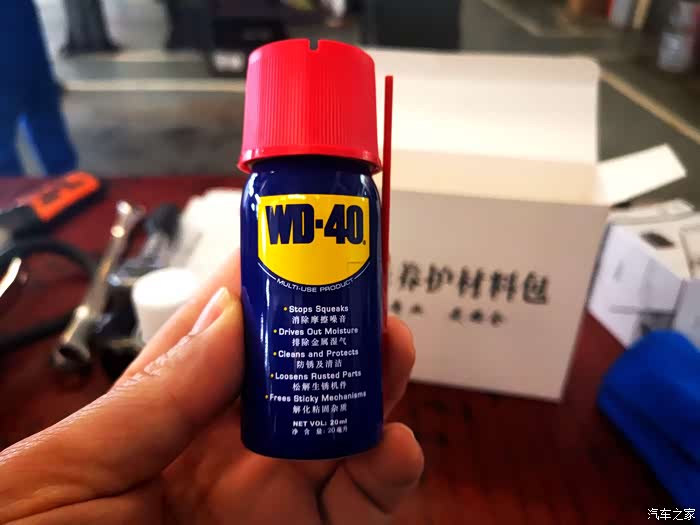 WD-40®
MULTI-USE PRODUCT
• Stops Squeaks
消除摩擦噪音
• Drives Out Moisture
排除金属湿气
• Cleans and Protects
防锈及清洁
• Loosens Rusted Parts
松解生锈机件
• Frees Sticky Mechanisms
解化粘固杂质
NET VOL: 20ml
净含量: 20毫升
养护材料包
汽车之家